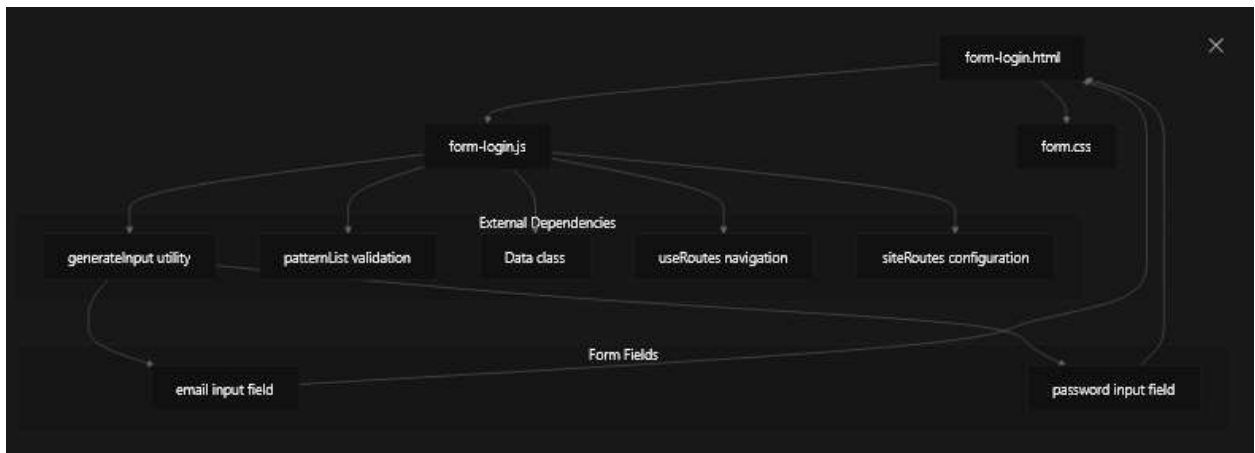 form-login.html
form-login.js
form.css
External Dependencies
generateInput utility
patternList validation
Data class
useRoutes navigation
siteRoutes configuration
Form Fields
email input field
password input field